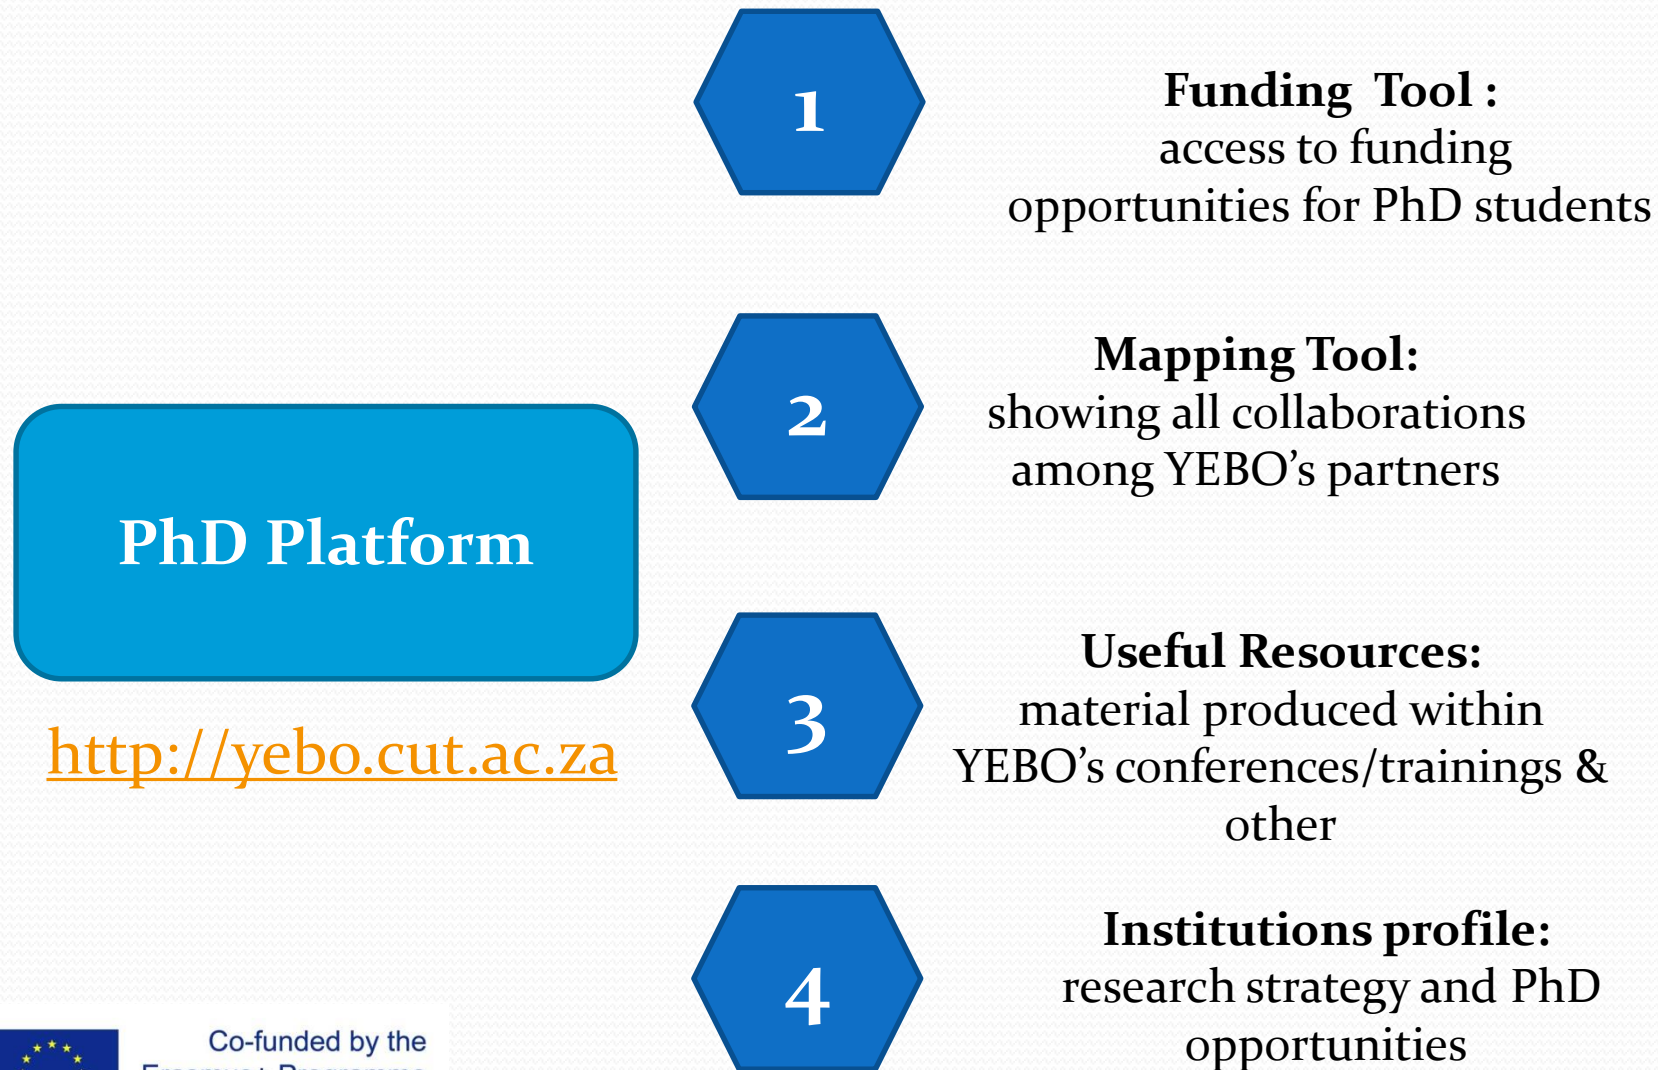 1
Funding Tool :
access to funding
opportunities for PhD students
2
Mapping Tool:
showing all collaborations
among YEBO’s partners
PhD Platform
http://yebo.cut.ac.za
3
Useful Resources:
material produced within
YEBO’s conferences/trainings &
other
4
Institutions profile:
research strategy and PhD
opportunities
Co-funded by the
Erasmus+ Programme